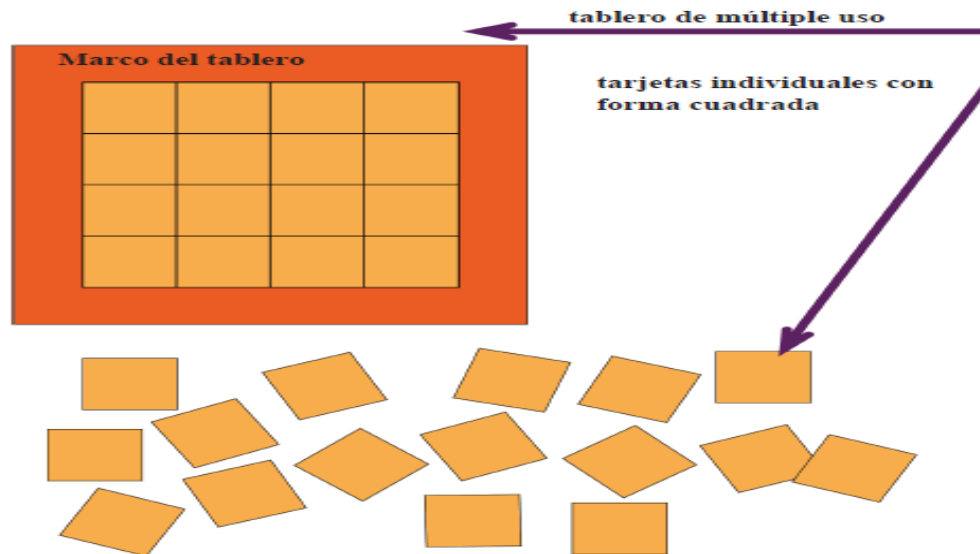 tablero de múltiple uso
Marco del tablero
tarjetas individuales con
forma cuadrada